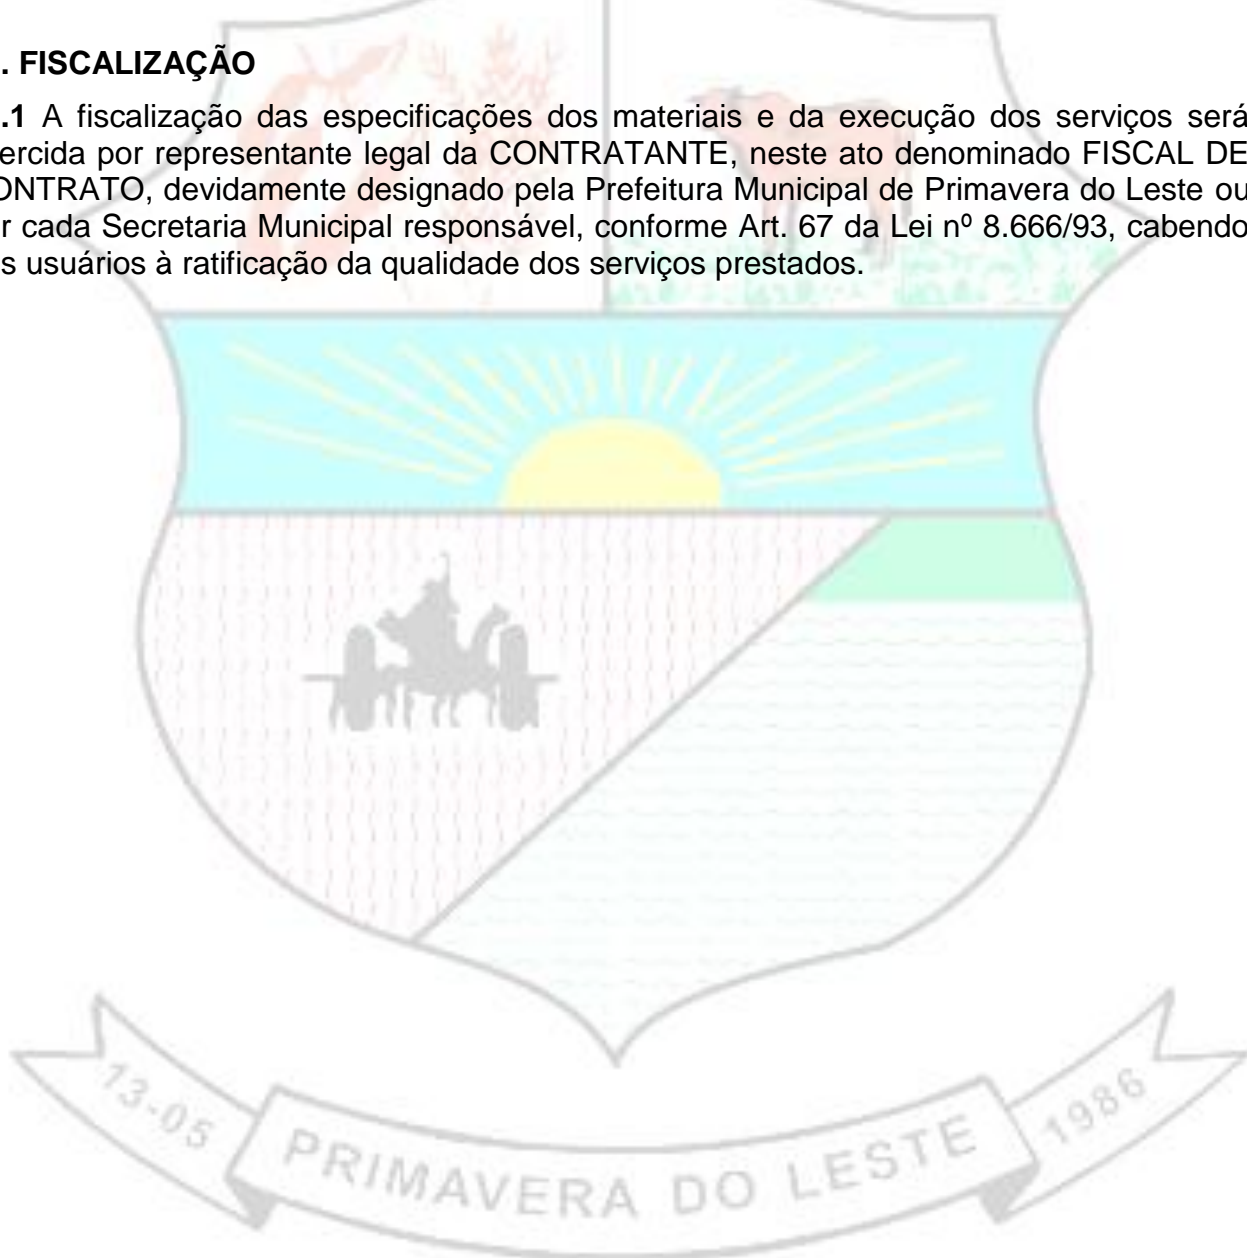 . FISCALIZAÇÃO
.1 A fiscalização das especificações dos materiais e da execução dos serviços será
ercida por representante legal da CONTRATANTE, neste ato denominado FISCAL DE
ONTRATO, devidamente designado pela Prefeitura Municipal de Primavera do Leste ou
r cada Secretaria Municipal responsável, conforme Art. 67 da Lei nº 8.666/93, cabendo
s usuários à ratificação da qualidade dos serviços prestados.
13-05
PRIMAVERA DO LESTE
1986